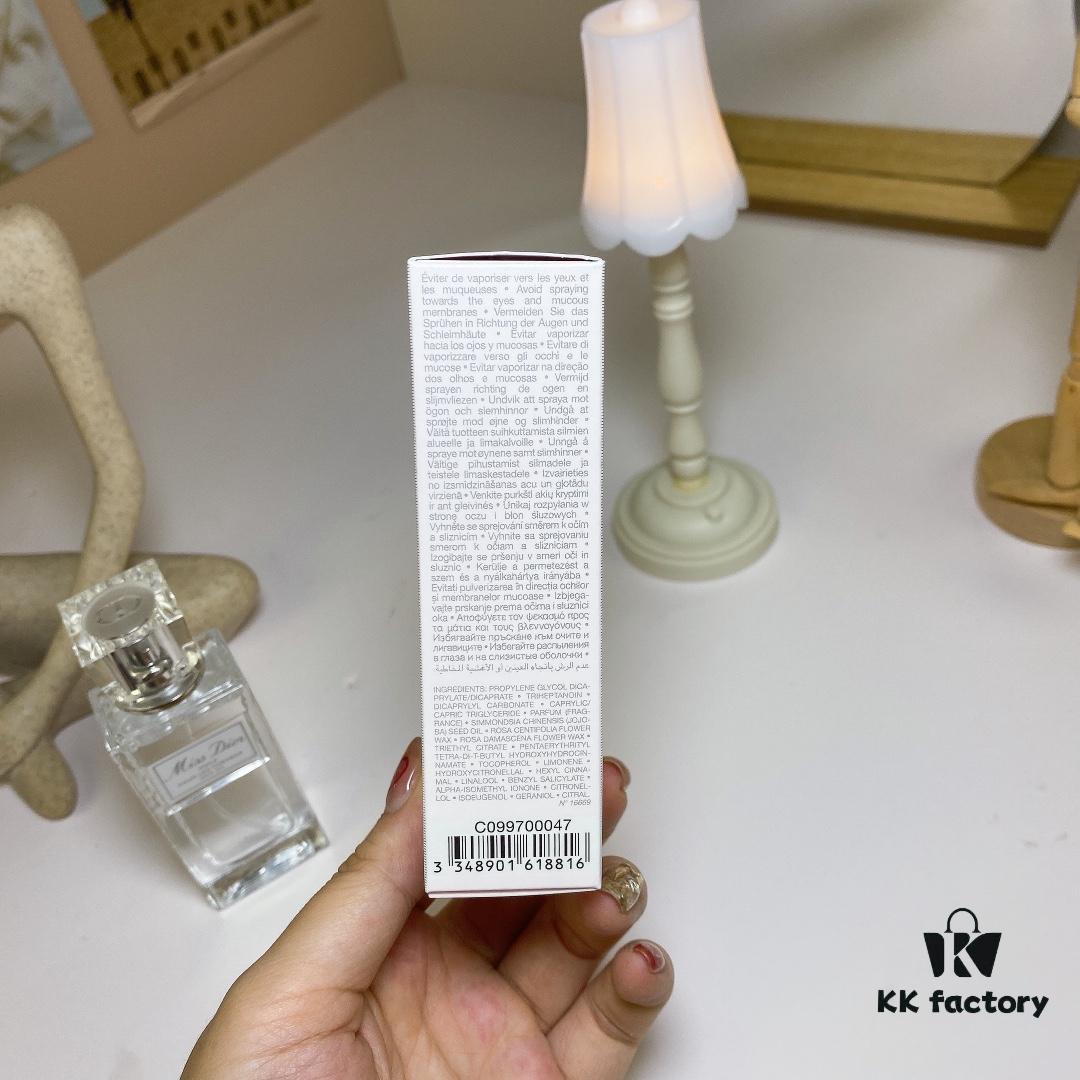 Éviter de vaporiser vers les yeux et
les muqueuses • Avoid spraying
towards the eyes and mucous
membranes • Vermeiden Sie das
Sprühen in Richtung der Augen und
Schleimhäute • Evitar vaporizar
hacia los ojos y mucosas • Evitare di
vaporizzare verso gli occhi e le
mucose • Evitar vaporizar na direção
dos olhos e mucosas • Vermijd
sprayen richting de ogen en
slijmvliezen • Undvik att spraya mot
ögon och slemhinnor • Undgå at
sprøjte mod øjne og slimhinder •
Vältä tuotteen suihkuttamista silmien
alueelle ja limakalvoille • Unngå å
spraye mot øynene samt slimhinner •
Vältige pihustamist silmadele ja
teistele limaskestadele • Izvairieties
no izsmidzināšanas acu un gļotādu
virzienā • Venkite purkšti akių kryptimi
ir ant gleivinės • Unikaj rozpylania w
stronę oczu i błon śluzowych •
Vyhněte se sprejování směrem k očím
a sliznicím • Vyhnite sa sprejovaniu
smerom k očiam a slizniciam •
Izogibajte se pršenju v smeri oči in
sluznic • Kerülje a permetezést a
szem és a nyálkahártya irányába •
Evitati pulverizarea în direcția ochilor
și membranelor mucoase • Izbjega-
vajte prskanje prema očima i sluznici
oka • Αποφύγετε τον ψεκασμό προς
τα μάτια και τους βλεννογόνους •
Избягвайте пръскане към очите и
лигавиците • Избегайте распыления
в глаза и на слизистые оболочки •
عدم الرش باتجاه العينين أو الأغشية المخاطية
INGREDIENTS: PROPYLENE GLYCOL DICA-
PRYLATE/DICAPRATE • TRIHEPTANOIN •
DICAPRYLYL CARBONATE • CAPRYLIC/
CAPRIC TRIGLYCERIDE • PARFUM (FRAG-
RANCE) • SIMMONDSIA CHINENSIS (JOJO-
BA) SEED OIL • ROSA CENTIFOLIA FLOWER
WAX • ROSA DAMASCENA FLOWER WAX •
TRIETHYL CITRATE • PENTAERYTHRITYL
TETRA-DI-T-BUTYL HYDROXYHYDROCIN-
NAMATE • TOCOPHEROL • LIMONENE •
HYDROXYCITRONELLAL • HEXYL CINNA-
MAL • LINALOOL • BENZYL SALICYLATE •
ALPHA-ISOMETHYL IONONE • CITRONEL-
LOL • ISOEUGENOL • GERANIOL • CITRAL.
N° 16669
C099700047
3 348901 618816
Miss Dior
K
KK factory